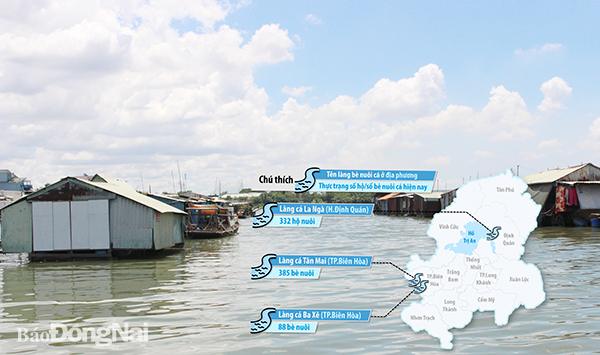 Chú thích
Tên làng bè nuôi cá ở địa phương
Thực trạng số hộ/số bè nuôi cá hiện nay
Làng cá La Ngà (H.Định Quán)
332 hộ nuôi
Làng cá Tân Mai (TP.Biên Hòa)
385 bè nuôi
Làng cá Ba Xê (TP.Biên Hòa)
88 bè nuôi
Tân Phú
Vĩnh Cửu
Hồ
Trị An
Định
Quán
Thống
Nhất
TP.Biên
Hòa
Trảng
Bom
TP.Long
Khánh
Xuân Lộc
Long
Thành
Cẩm Mỹ
Nhơn Trạch
Báo ĐồngNai